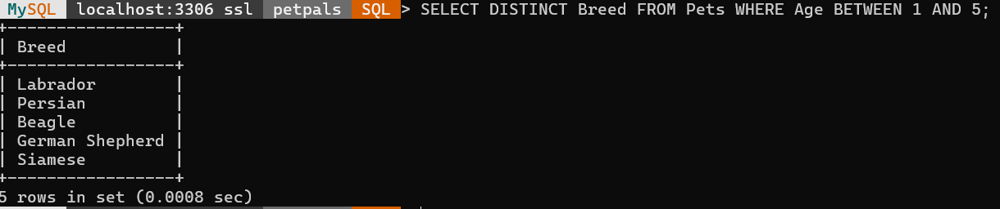 MySQL localhost:3306 ssl petpals SQL > SELECT DISTINCT Breed FROM Pets WHERE Age BETWEEN 1 AND 5;
+-----------------+
| Breed           |
+-----------------+
| Labrador        |
| Persian         |
| Beagle          |
| German Shepherd |
| Siamese         |
+-----------------+
5 rows in set (0.0008 sec)